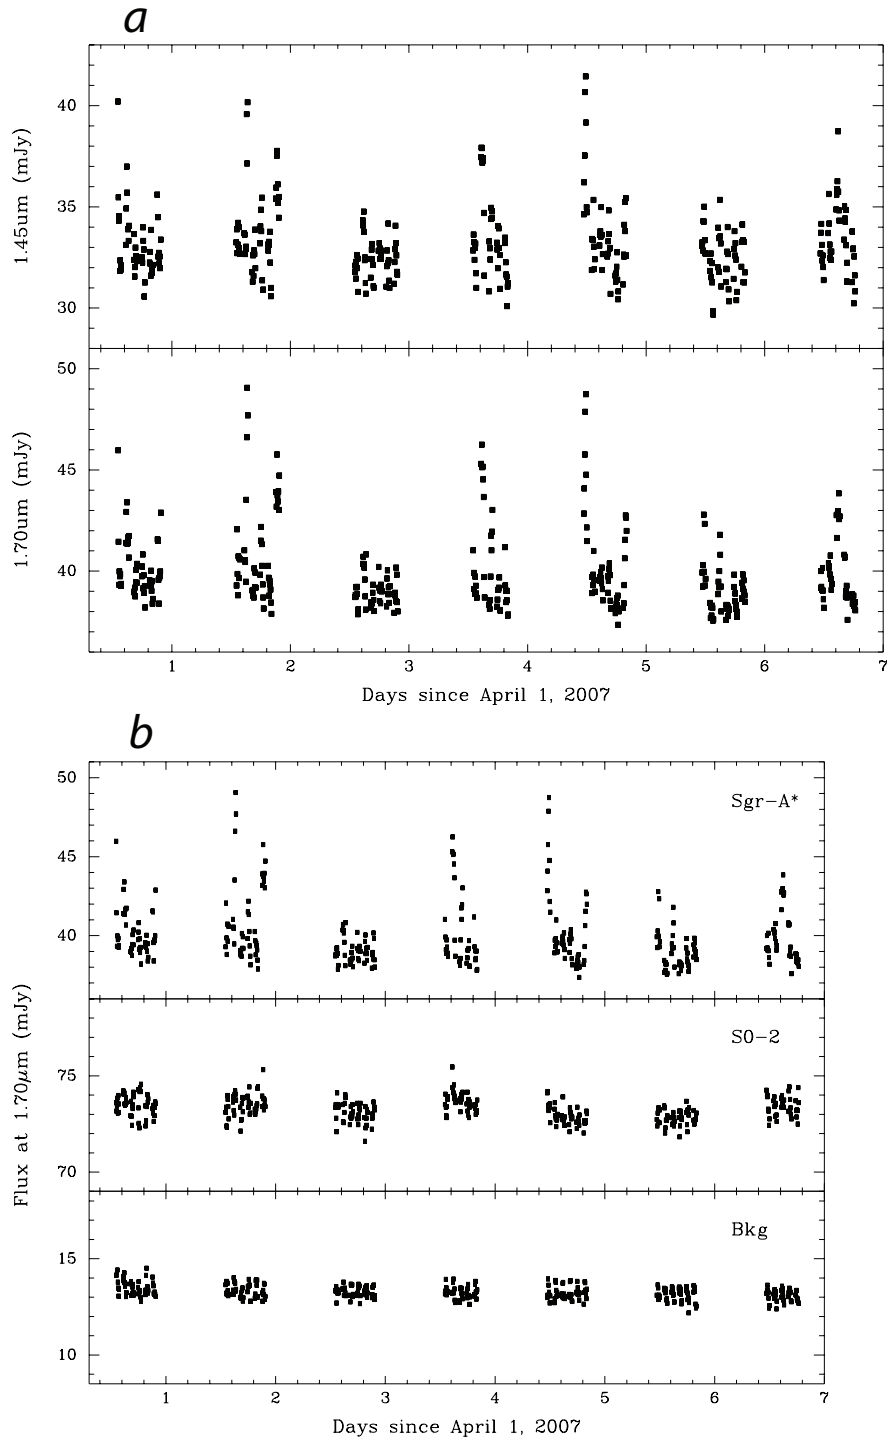 a
40
35
30
1.45um (mJy)
50
45
40
1.70um (mJy)
1 2 3 4 5 6 7
Days since April 1, 2007
b
50
45
40
Sgr-A*
75
70
S0-2
15
10
Bkg
Flux at 1.70μm (mJy)
1 2 3 4 5 6 7
Days since April 1, 2007